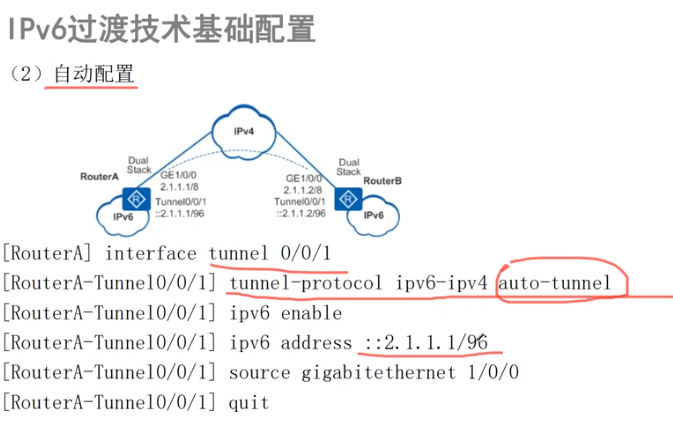 IPv6过渡技术基础配置
（2）自动配置
IPv4
Dual
Stack
RouterA
GE1/0/0
2.1.1.1/8
Tunnel0/0/1
::2.1.1.1/96
IPv6
GE1/0/0
2.1.1.2/8
Tunnel0/0/1
::2.1.1.2/96
Dual
Stack
RouterB
IPv6
[RouterA] interface tunnel 0/0/1
[RouterA-Tunnel0/0/1] tunnel-protocol ipv6-ipv4 auto-tunnel
[RouterA-Tunnel0/0/1] ipv6 enable
[RouterA-Tunnel0/0/1] ipv6 address ::2.1.1.1/96
[RouterA-Tunnel0/0/1] source gigabitethernet 1/0/0
[RouterA-Tunnel0/0/1] quit